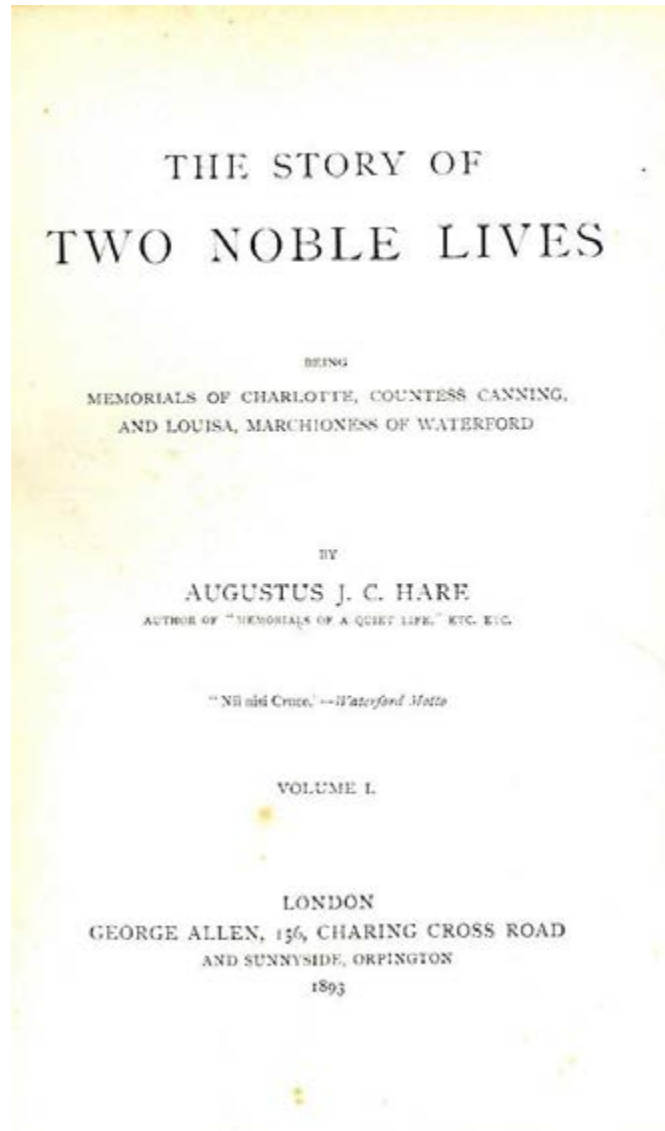 THE STORY OF
TWO NOBLE LIVES
BEING
MEMORIALS OF CHARLOTTE, COUNTESS CANNING,
AND LOUISA, MARCHIONESS OF WATERFORD
BY
AUGUSTUS J. C. HARE
AUTHOR OF "MEMORIALS OF A QUIET LIFE," ETC. ETC.
"Nil nisi Cruce."—Waterford Motto
VOLUME I.
LONDON
GEORGE ALLEN, 156, CHARING CROSS ROAD
AND SUNNYSIDE, ORPINGTON
1893